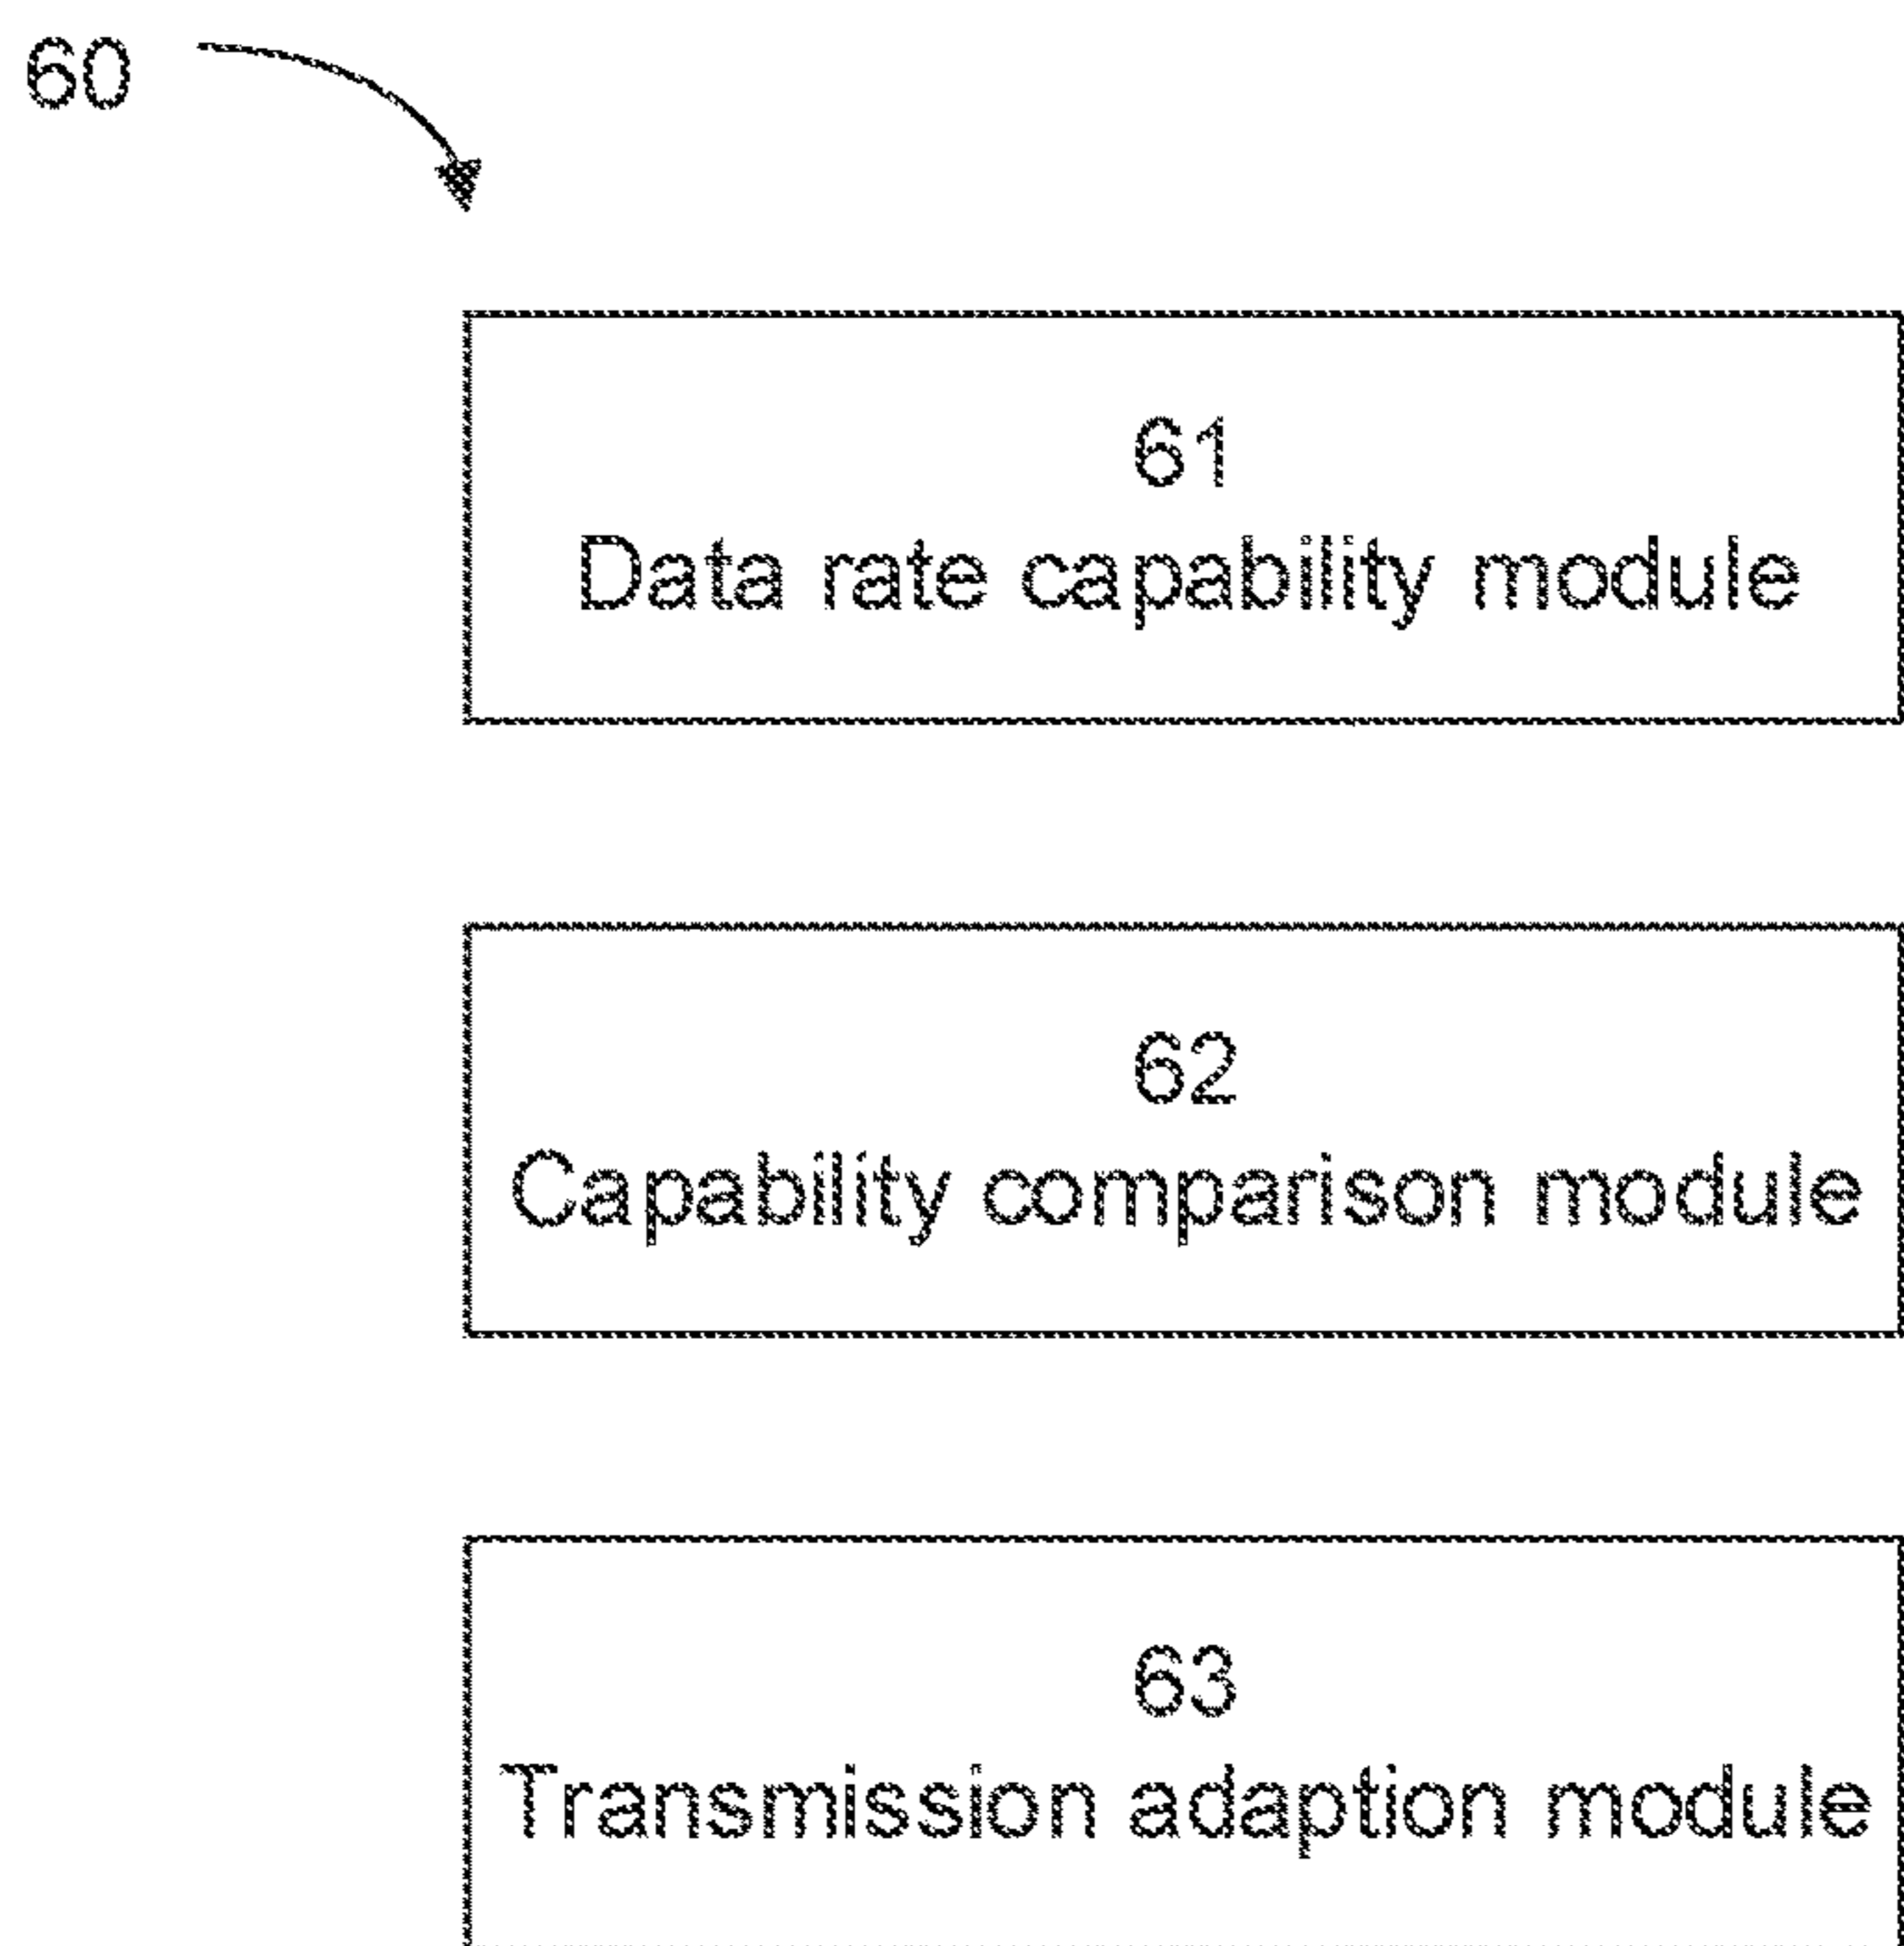 60
61
Data rate capability module
62
Capability comparison module
63
Transmission adaption module